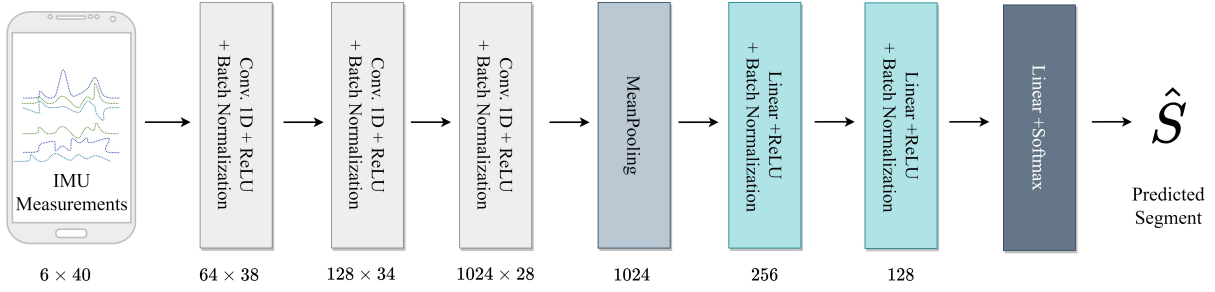 IMU
Measurements
Conv. 1D + ReLU
+ Batch Normalization
Conv. 1D + ReLU
+ Batch Normalization
Conv. 1D + ReLU
+ Batch Normalization
MeanPooling
Linear +ReLU
+ Batch Normalization
Linear +ReLU
+ Batch Normalization
Linear +Softmax
Ŝ
Predicted
Segment
6 × 40
64 × 38
128 × 34
1024 × 28
1024
256
128